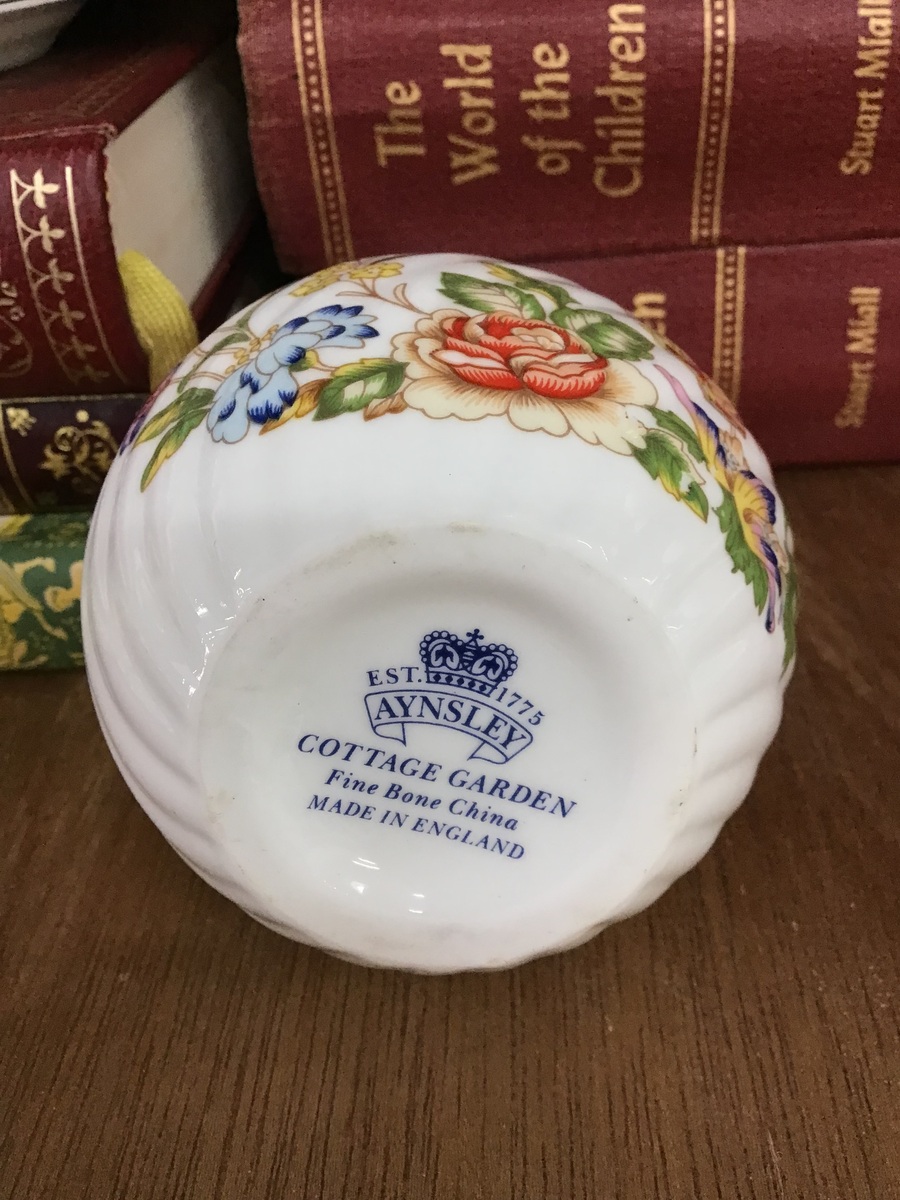 The
World
of the
Children
Stuart Miall
Stuart Miall
EST. 1775
AYNSLEY
COTTAGE GARDEN
Fine Bone China
MADE IN ENGLAND